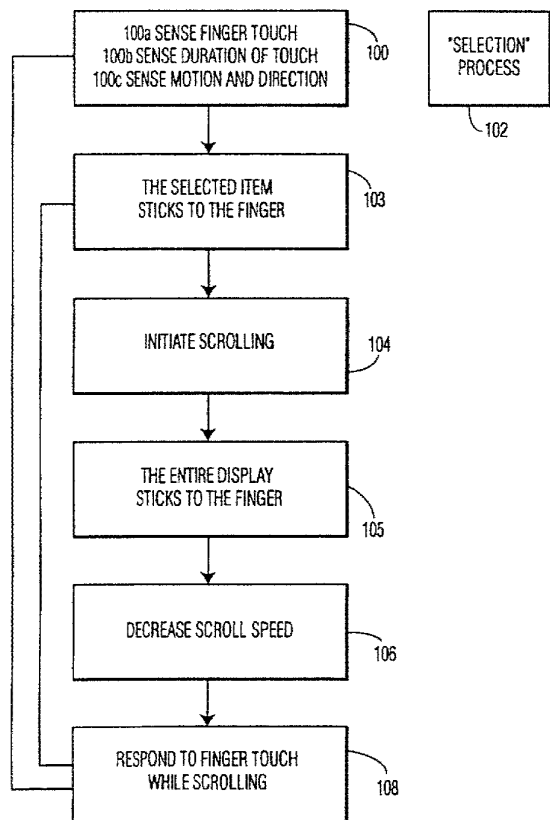 100a SENSE FINGER TOUCH
100b SENSE DURATION OF TOUCH
100c SENSE MOTION AND DIRECTION
100
"SELECTION"
PROCESS
102
THE SELECTED ITEM
STICKS TO THE FINGER
103
INITIATE SCROLLING
104
THE ENTIRE DISPLAY
STICKS TO THE FINGER
105
DECREASE SCROLL SPEED
106
RESPOND TO FINGER TOUCH
WHILE SCROLLING
108